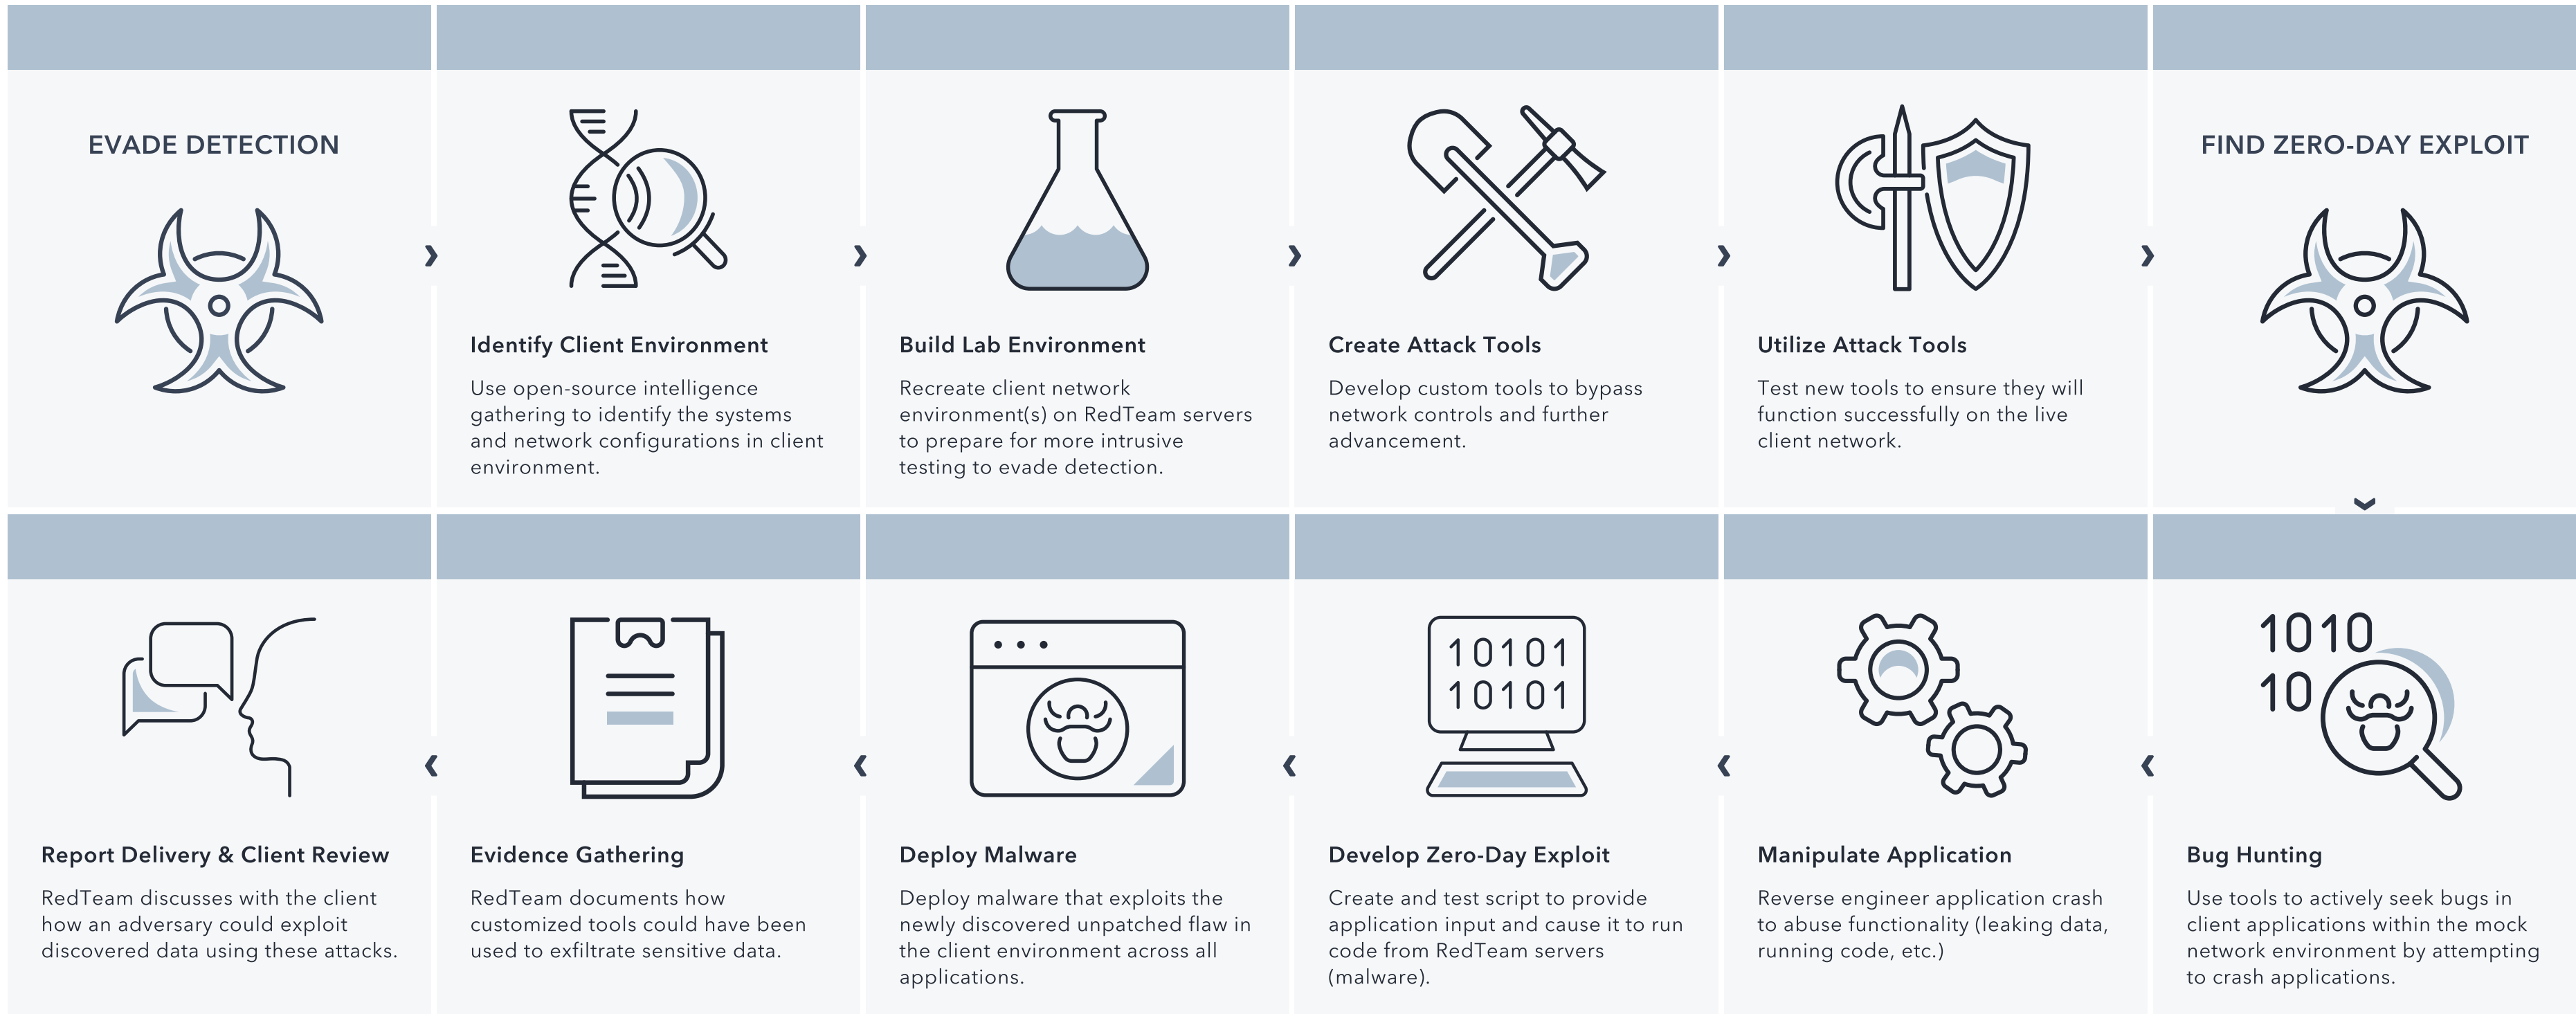 EVADE DETECTION
Identify Client Environment
Use open-source intelligence
gathering to identify the systems
and network configurations in client
environment.
Build Lab Environment
Recreate client network
environment(s) on RedTeam servers
to prepare for more intrusive
testing to evade detection.
Create Attack Tools
Develop custom tools to bypass
network controls and further
advancement.
Utilize Attack Tools
Test new tools to ensure they will
function successfully on the live
client network.
FIND ZERO-DAY EXPLOIT
1010
10
Bug Hunting
Use tools to actively seek bugs in
client applications within the mock
network environment by attempting
to crash applications.
Manipulate Application
Reverse engineer application crash
to abuse functionality (leaking data,
running code, etc.)
10101
10101
Develop Zero-Day Exploit
Create and test script to provide
application input and cause it to run
code from RedTeam servers
(malware).
Deploy Malware
Deploy malware that exploits the
newly discovered unpatched flaw in
the client environment across all
applications.
Evidence Gathering
RedTeam documents how
customized tools could have been
used to exfiltrate sensitive data.
Report Delivery & Client Review
RedTeam discusses with the client
how an adversary could exploit
discovered data using these attacks.